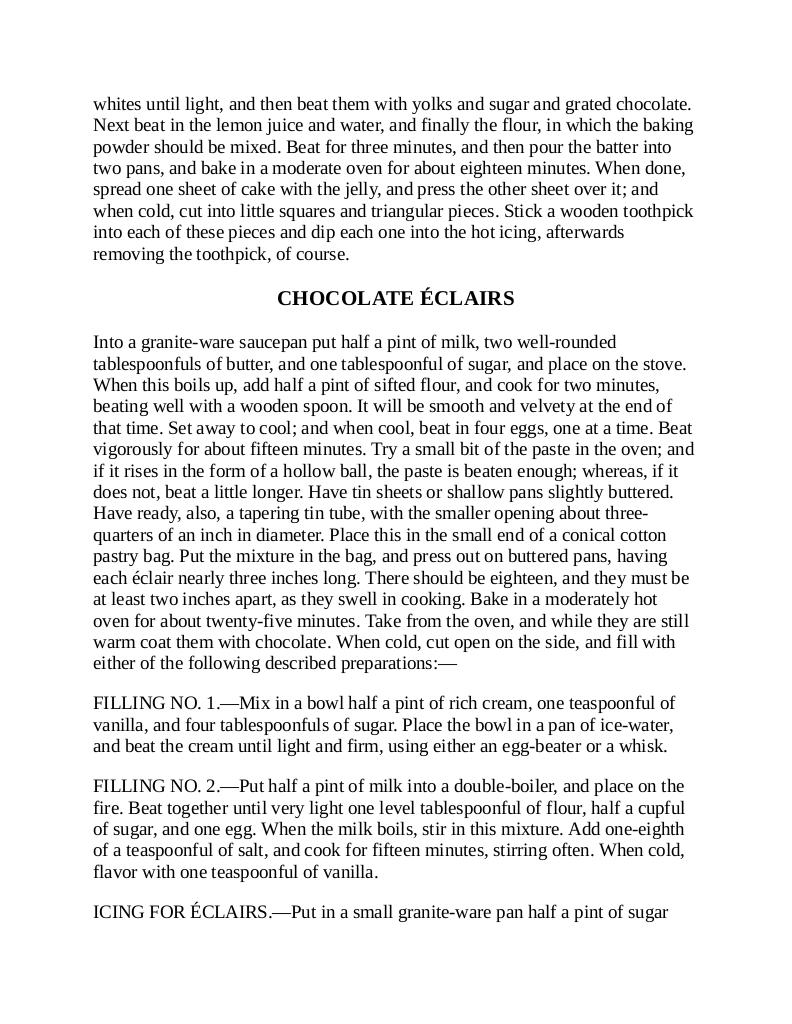 whites until light, and then beat them with yolks and sugar and grated chocolate.
Next beat in the lemon juice and water, and finally the flour, in which the baking
powder should be mixed. Beat for three minutes, and then pour the batter into
two pans, and bake in a moderate oven for about eighteen minutes. When done,
spread one sheet of cake with the jelly, and press the other sheet over it; and
when cold, cut into little squares and triangular pieces. Stick a wooden toothpick
into each of these pieces and dip each one into the hot icing, afterwards
removing the toothpick, of course.
CHOCOLATE ÉCLAIRS
Into a granite-ware saucepan put half a pint of milk, two well-rounded
tablespoonfuls of butter, and one tablespoonful of sugar, and place on the stove.
When this boils up, add half a pint of sifted flour, and cook for two minutes,
beating well with a wooden spoon. It will be smooth and velvety at the end of
that time. Set away to cool; and when cool, beat in four eggs, one at a time. Beat
vigorously for about fifteen minutes. Try a small bit of the paste in the oven; and
if it rises in the form of a hollow ball, the paste is beaten enough; whereas, if it
does not, beat a little longer. Have tin sheets or shallow pans slightly buttered.
Have ready, also, a tapering tin tube, with the smaller opening about three-
quarters of an inch in diameter. Place this in the small end of a conical cotton
pastry bag. Put the mixture in the bag, and press out on buttered pans, having
each éclair nearly three inches long. There should be eighteen, and they must be
at least two inches apart, as they swell in cooking. Bake in a moderately hot
oven for about twenty-five minutes. Take from the oven, and while they are still
warm coat them with chocolate. When cold, cut open on the side, and fill with
either of the following described preparations:—
FILLING NO. 1.—Mix in a bowl half a pint of rich cream, one teaspoonful of
vanilla, and four tablespoonfuls of sugar. Place the bowl in a pan of ice-water,
and beat the cream until light and firm, using either an egg-beater or a whisk.
FILLING NO. 2.—Put half a pint of milk into a double-boiler, and place on the
fire. Beat together until very light one level tablespoonful of flour, half a cupful
of sugar, and one egg. When the milk boils, stir in this mixture. Add one-eighth
of a teaspoonful of salt, and cook for fifteen minutes, stirring often. When cold,
flavor with one teaspoonful of vanilla.
ICING FOR ÉCLAIRS.—Put in a small granite-ware pan half a pint of sugar